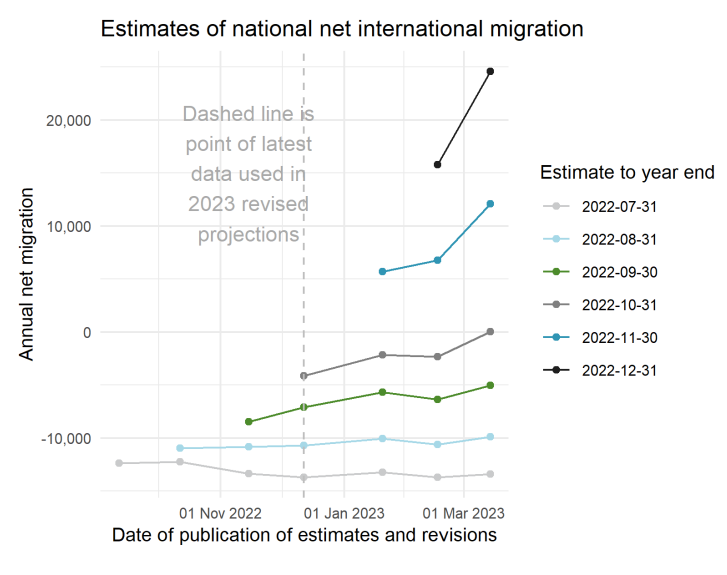 Estimates of national net international migration
Dashed line is
point of latest
data used in
2023 revised
projections
Annual net migration
20,000
10,000
0
-10,000
01 Nov 2022
01 Jan 2023
01 Mar 2023
Date of publication of estimates and revisions
Estimate to year end
2022-07-31
2022-08-31
2022-09-30
2022-10-31
2022-11-30
2022-12-31